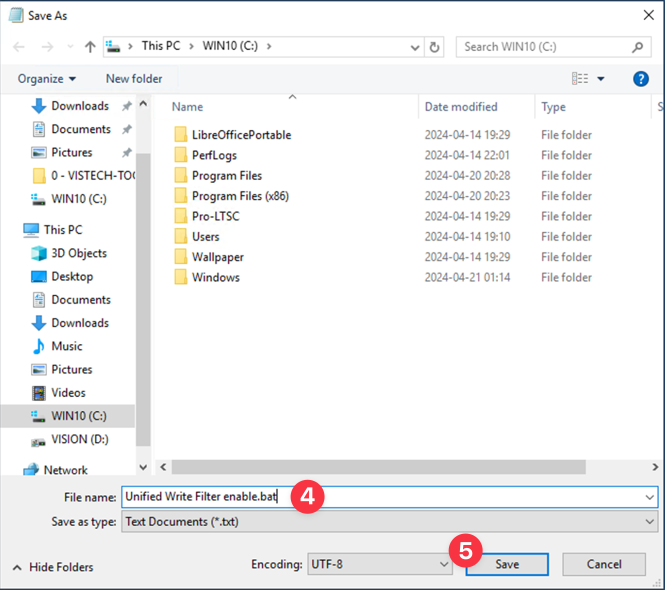 Save As
This PC > WIN10 (C:) >
Search WIN10 (C:)
Organize
New folder
?
Name Date modified Type S
Downloads
Documents
Pictures
0 - VISTECH-TOO
WIN10 (C:)
This PC
3D Objects
Desktop
Documents
Downloads
Music
Pictures
Videos
WIN10 (C:)
VISION (D:)
Network
LibreOfficePortable 2024-04-14 19:29 File folder
PerfLogs 2024-04-14 22:01 File folder
Program Files 2024-04-20 20:28 File folder
Program Files (x86) 2024-04-20 20:23 File folder
Pro-LTSC 2024-04-14 19:29 File folder
Users 2024-04-14 19:10 File folder
Wallpaper 2024-04-14 19:29 File folder
Windows 2024-04-21 01:14 File folder
File name: Unified Write Filter enable.bat 4
Save as type: Text Documents (*.txt)
Hide Folders
Encoding: UTF-8
5 Save
Cancel